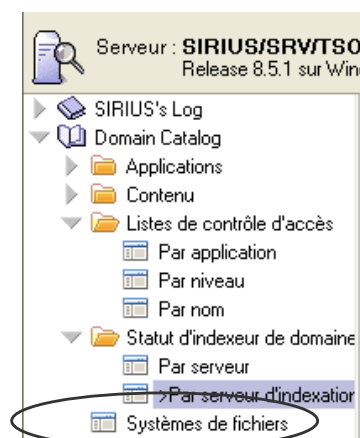 Serveur : SIRIUS/SRV/TSO
Release 8.5.1 sur Win
SIRIUS's Log
Domain Catalog
Applications
Contenu
Listes de contrôle d'accès
Par application
Par niveau
Par nom
Statut d'indexeur de domaine
Par serveur
>Par serveur d'indexation
Systèmes de fichiers